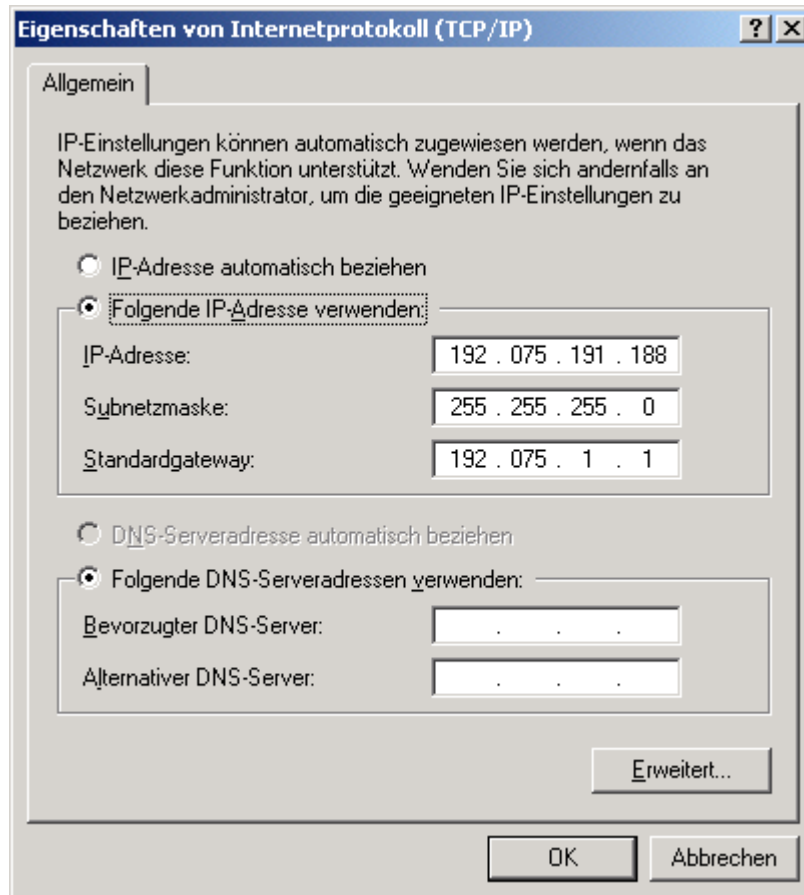 Eigenschaften von Internetprotokoll (TCP/IP)
Allgemein
IP-Einstellungen können automatisch zugewiesen werden, wenn das
Netzwerk diese Funktion unterstützt. Wenden Sie sich andernfalls an
den Netzwerkadministrator, um die geeigneten IP-Einstellungen zu
beziehen.
IP-Adresse automatisch beziehen
Folgende IP-Adresse verwenden:
IP-Adresse: 192 . 075 . 191 . 188
Subnetzmaske: 255 . 255 . 255 . 0
Standardgateway: 192 . 075 . 1 . 1
DNS-Serveradresse automatisch beziehen
Folgende DNS-Serveradressen verwenden:
Bevorzugter DNS-Server: . . .
Alternativer DNS-Server: . . .
Erweitert...
OK Abbrechen